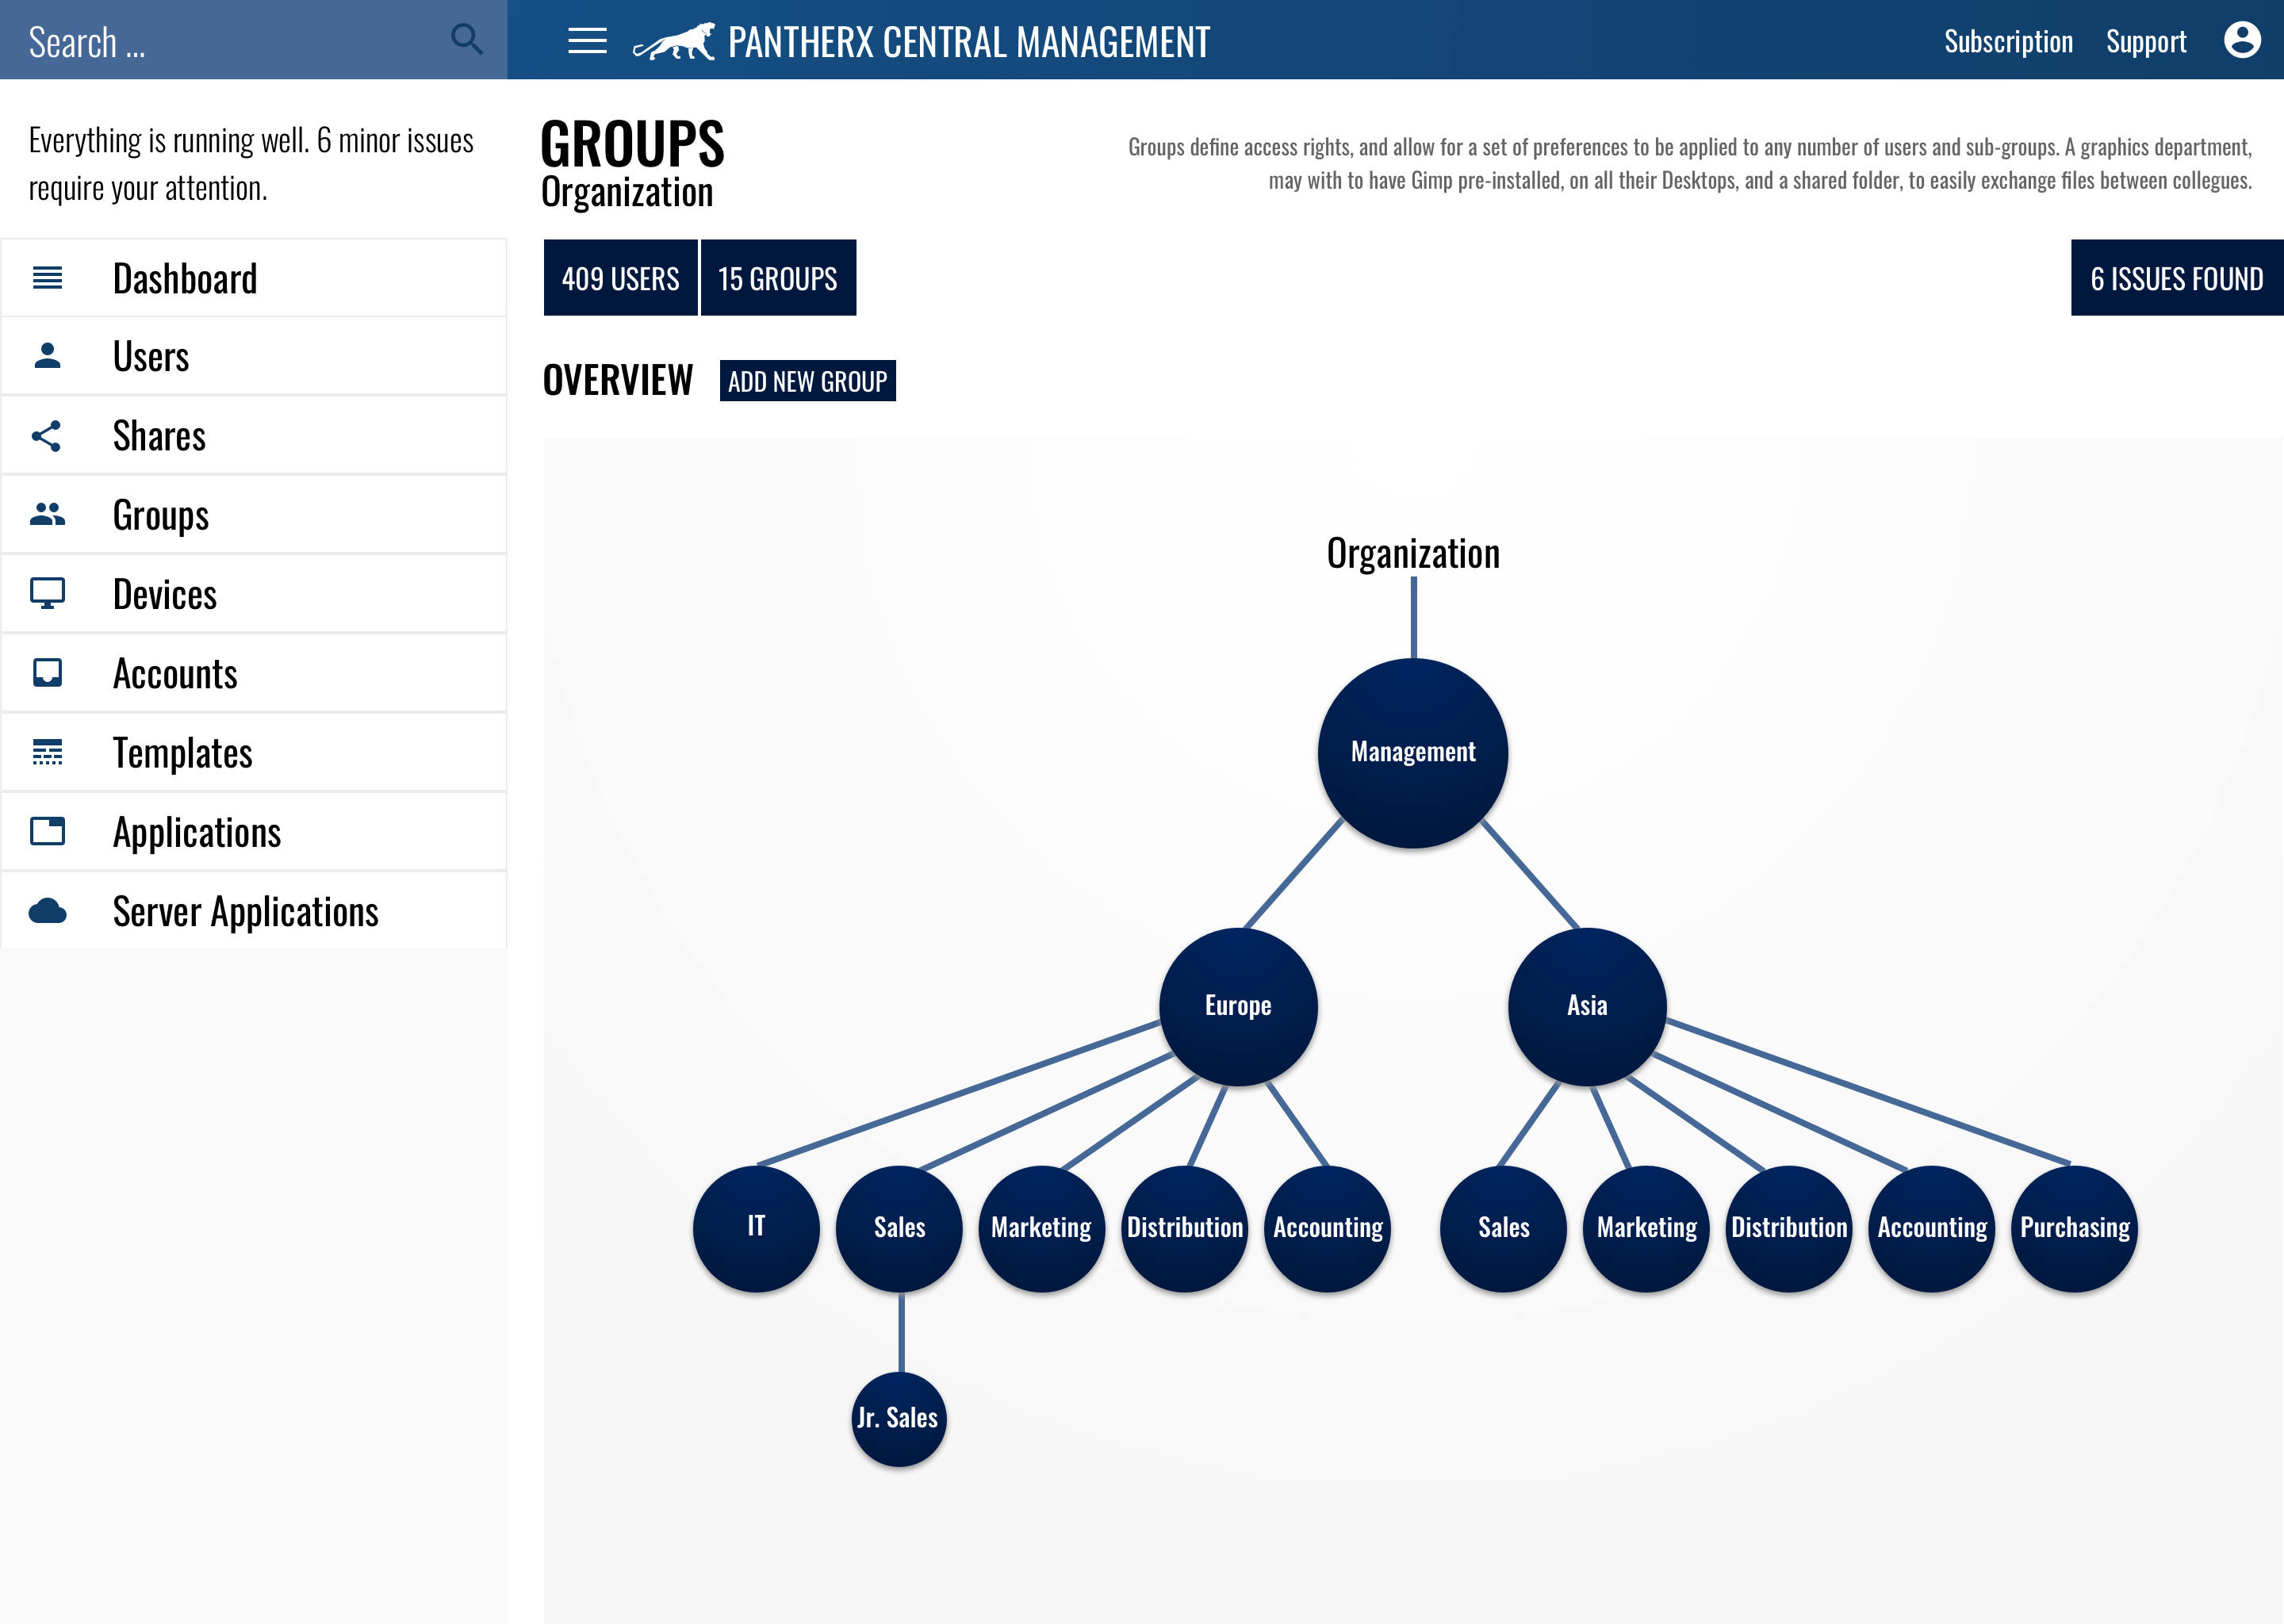 Search ...
PANTHERX CENTRAL MANAGEMENT
Subscription
Support
Everything is running well. 6 minor issues
require your attention.
Dashboard
Users
Shares
Groups
Devices
Accounts
Templates
Applications
Server Applications
GROUPS
Organization
Groups define access rights, and allow for a set of preferences to be applied to any number of users and sub-groups. A graphics department,
may with to have Gimp pre-installed, on all their Desktops, and a shared folder, to easily exchange files between collegues.
409 USERS
15 GROUPS
6 ISSUES FOUND
OVERVIEW
ADD NEW GROUP
Organization
Management
Europe
Asia
IT
Sales
Marketing
Distribution
Accounting
Sales
Marketing
Distribution
Accounting
Purchasing
Jr. Sales